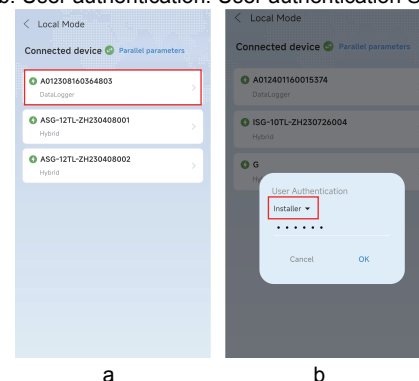 b. User authentication: User authentication S
< Local Mode
Connected device Parallel parameters
A012308160364803
DataLogger
ASG-12TL-ZH230408001
Hybrid
ASG-12TL-ZH230408002
Hybrid
a
< Local Mode
Connected device Parallel parameters
A012401160015374
DataLogger
ISG-10TL-ZH230726004
Hybrid
G
Hy
User Authentication
Installer
Cancel OK
b